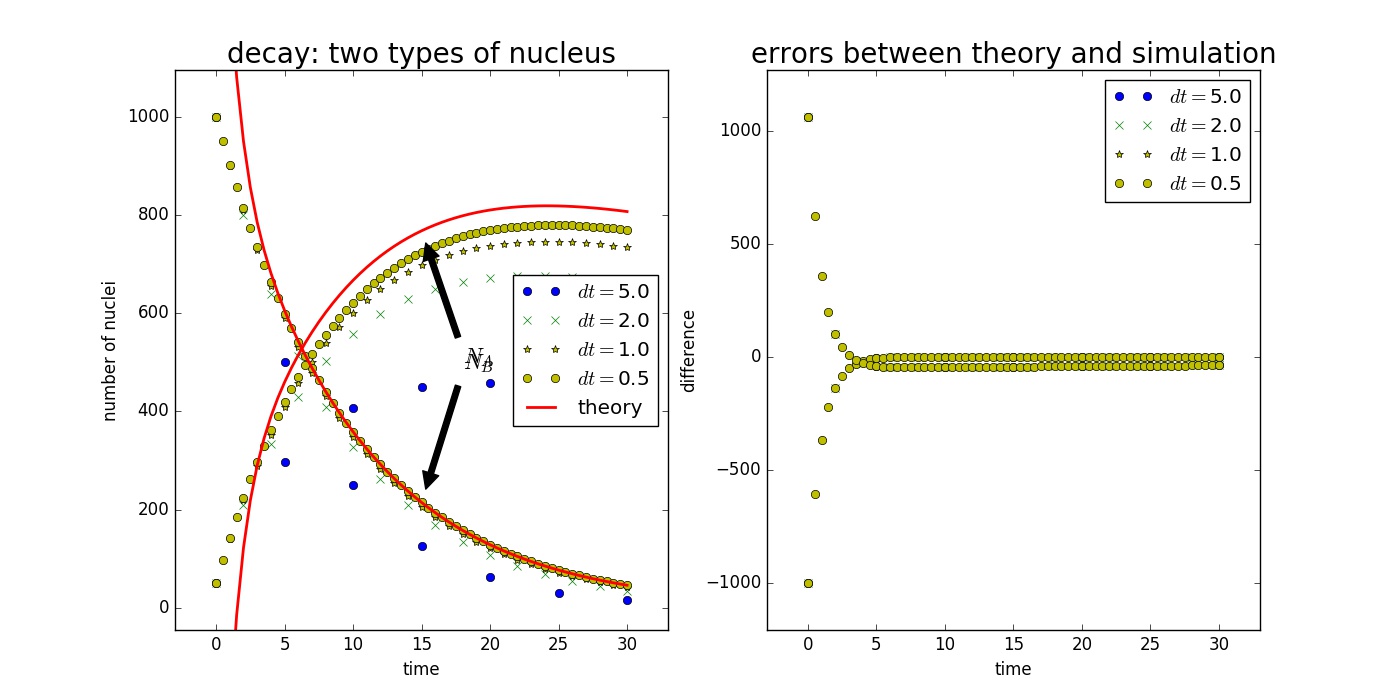 decay: two types of nucleus
number of nuclei
1000
800
600
400
200
0
0 5 10 15 20 25 30
time
N_A
N_B
dt = 5.0
dt = 2.0
dt = 1.0
dt = 0.5
theory
errors between theory and simulation
difference
1000
500
0
−500
−1000
0 5 10 15 20 25 30
time
dt = 5.0
dt = 2.0
dt = 1.0
dt = 0.5